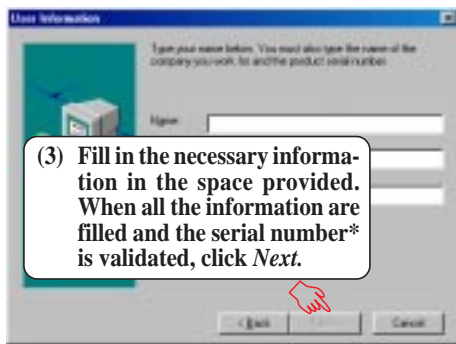 User Information
Type your name below. You must also type the name of the
company you work for and the product serial number.
Name:
(3) Fill in the necessary informa-
tion in the space provided.
When all the information are
filled and the serial number*
is validated, click Next.
< Back
Cancel